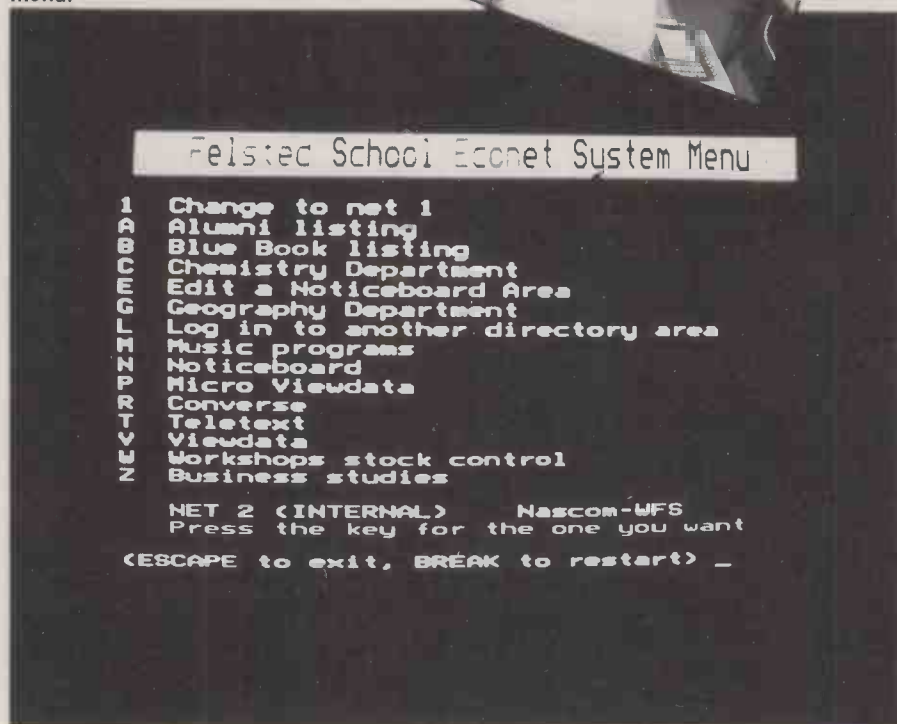 menu.
Felsted School Econet System Menu
1 Change to net 1
A Alumni listing
B Blue Book listing
C Chemistry Department
E Edit a Noticeboard Area
G Geography Department
L Log in to another directory area
M Music programs
N Noticeboard
P Micro Viewdata
R Converse
T Teletext
V Viewdata
W Workshops stock control
Z Business studies
NET 2 (INTERNAL) Nascom-WFS
Press the key for the one you want
(ESCAPE to exit, BREAK to restart) _